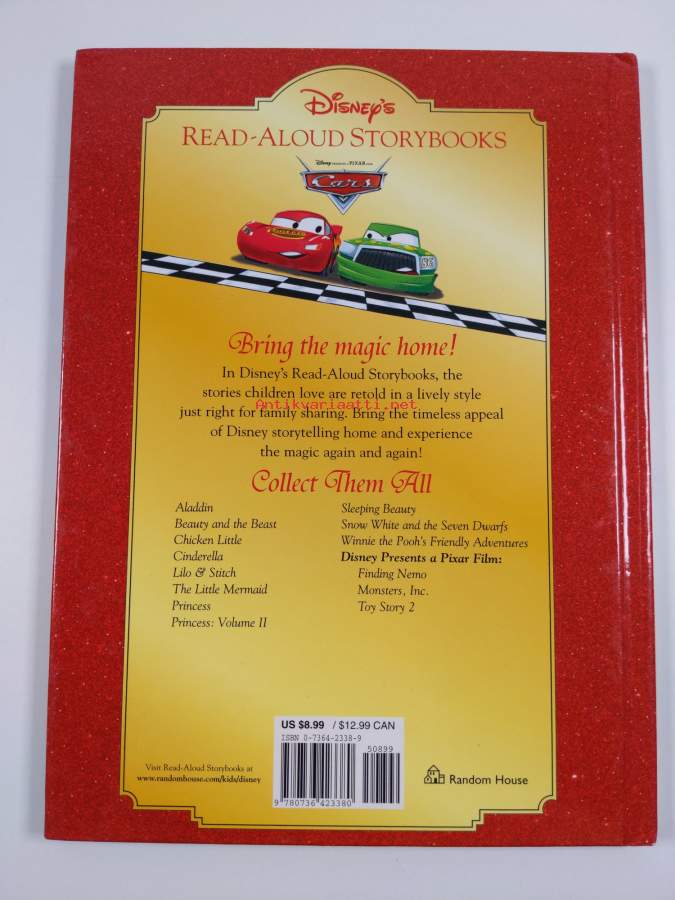 Disney's
READ-ALOUD STORYBOOKS
Disney PRESENTS A PIXAR FILM
Cars
Bring the magic home!
In Disney's Read-Aloud Storybooks, the
stories children love are retold in a lively style
Antikvariaatti.net
just right for family sharing. Bring the timeless appeal
of Disney storytelling home and experience
the magic again and again!
Collect Them All
Aladdin
Beauty and the Beast
Chicken Little
Cinderella
Lilo & Stitch
The Little Mermaid
Princess
Princess: Volume II
Sleeping Beauty
Snow White and the Seven Dwarfs
Winnie the Pooh's Friendly Adventures
Disney Presents a Pixar Film:
Finding Nemo
Monsters, Inc.
Toy Story 2
US $8.99 / $12.99 CAN
ISBN 0-7364-2338-9
50899
9 780736 423380
Visit Read-Aloud Storybooks at
www.randomhouse.com/kids/disney
Random House